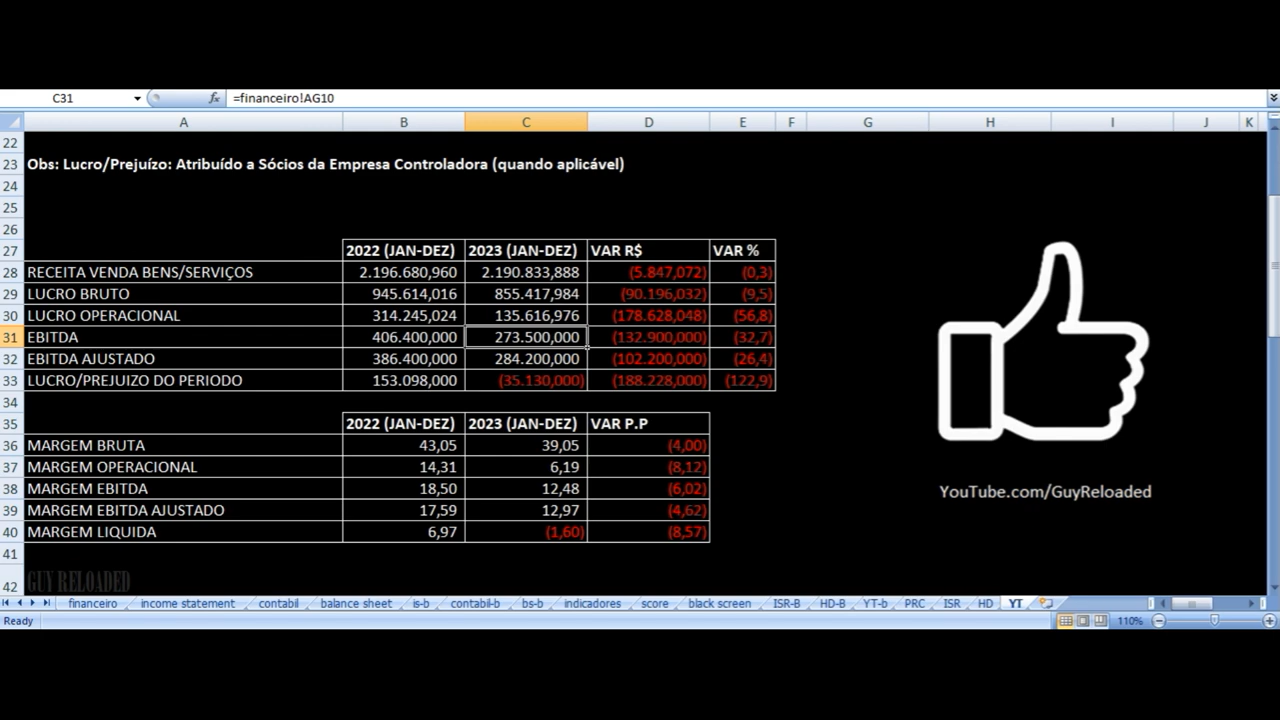 C31 fx =financeiro!AG10
A B C D E F G H I J K
22
23 Obs: Lucro/Prejuízo: Atribuído a Sócios da Empresa Controladora (quando aplicável)
24
25
26
27 2022 (JAN-DEZ) 2023 (JAN-DEZ) VAR R$ VAR %
28 RECEITA VENDA BENS/SERVIÇOS 2.196.680,960 2.190.833,888 (5.847,072) (0,3)
29 LUCRO BRUTO 945.614,016 855.417,984 (90.196,032) (9,5)
30 LUCRO OPERACIONAL 314.245,024 135.616,976 (178.628,048) (56,8)
31 EBITDA 406.400,000 273.500,000 (132.900,000) (32,7)
32 EBITDA AJUSTADO 386.400,000 284.200,000 (102.200,000) (26,4)
33 LUCRO/PREJUIZO DO PERIODO 153.098,000 (35.130,000) (188.228,000) (122,9)
34
35 2022 (JAN-DEZ) 2023 (JAN-DEZ) VAR P.P
36 MARGEM BRUTA 43,05 39,05 (4,00)
37 MARGEM OPERACIONAL 14,31 6,19 (8,12)
38 MARGEM EBITDA 18,50 12,48 (6,02)
39 MARGEM EBITDA AJUSTADO 17,59 12,97 (4,62)
40 MARGEM LIQUIDA 6,97 (1,60) (8,57)
41
42 GUY RELOADED
YouTube.com/GuyReloaded
financeiro income statement contabil balance sheet is-b contabil-b bs-b indicadores score black screen ISR-B HD-B YT-b PRC ISR HD YT
Ready 110%